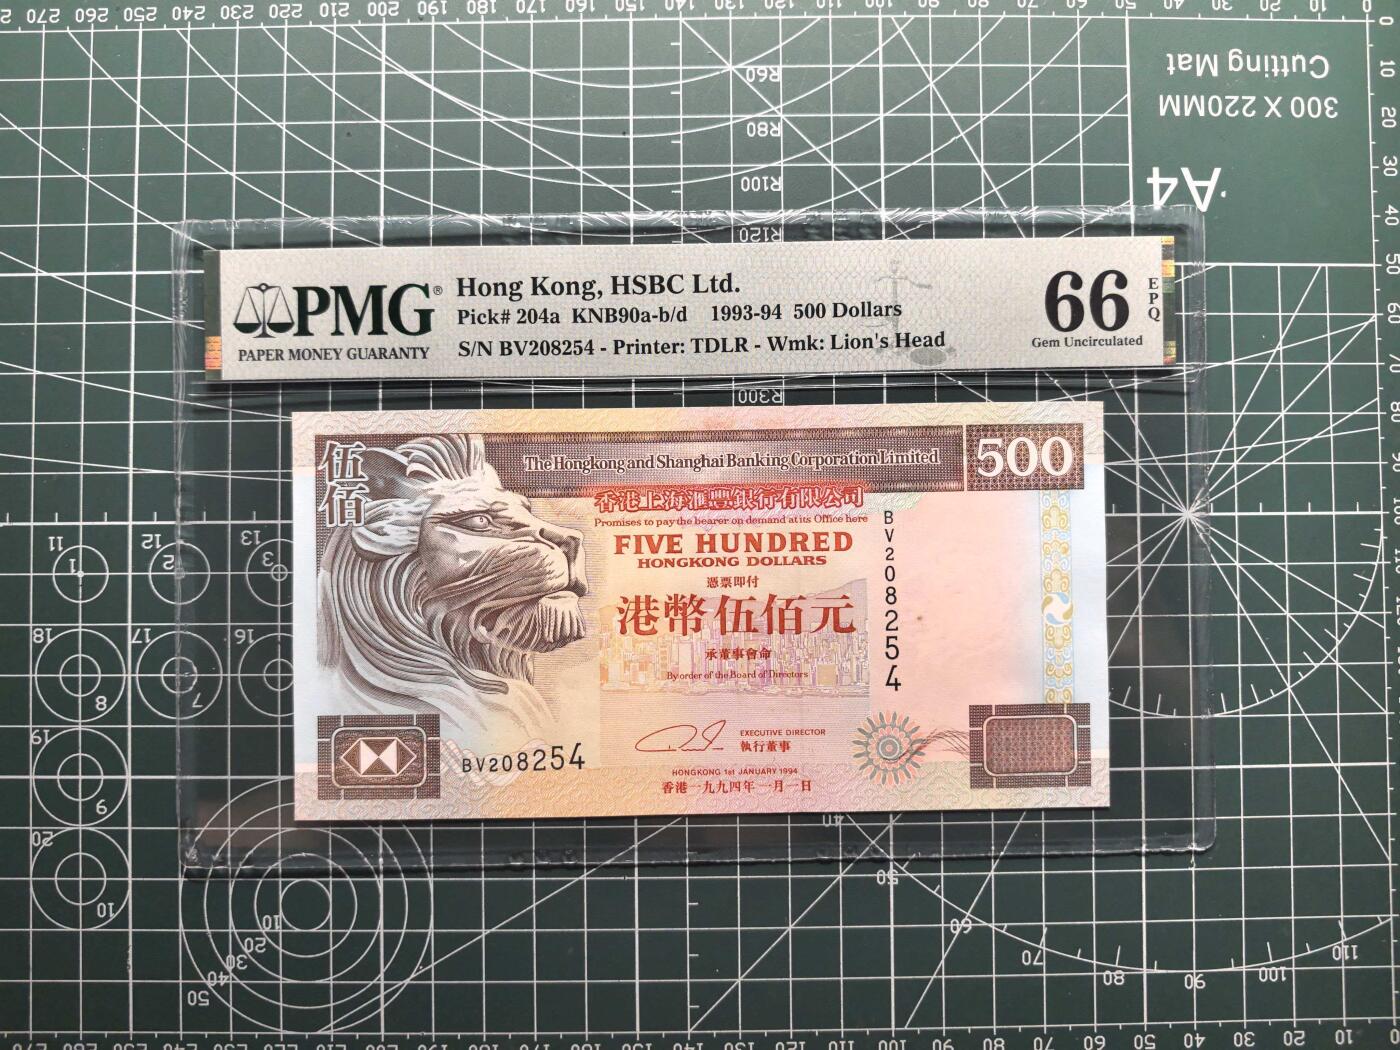 Cutting Mat
300 X 220MM
A4
R60
R80
R100
R120
PMG®
PAPER MONEY GUARANTY
Hong Kong, HSBC Ltd.
Pick# 204a KNB90a-b/d 1993-94 500 Dollars
S/N BV208254 - Printer: TDLR - Wmk: Lion's Head
66
EPQ
Gem Uncirculated
R300
伍佰
The Hongkong and Shanghai Banking Corporation Limited
500
香港上海滙豐銀行有限公司
Promises to pay the bearer on demand at its Office here
FIVE HUNDRED
HONGKONG DOLLARS
憑票即付
港幣伍佰元
承董事會命
By order of the Board of Directors
BV208254
EXECUTIVE DIRECTOR
執行董事
BV208254
HONGKONG 1st JANUARY 1994
香港一九九四年一月一日